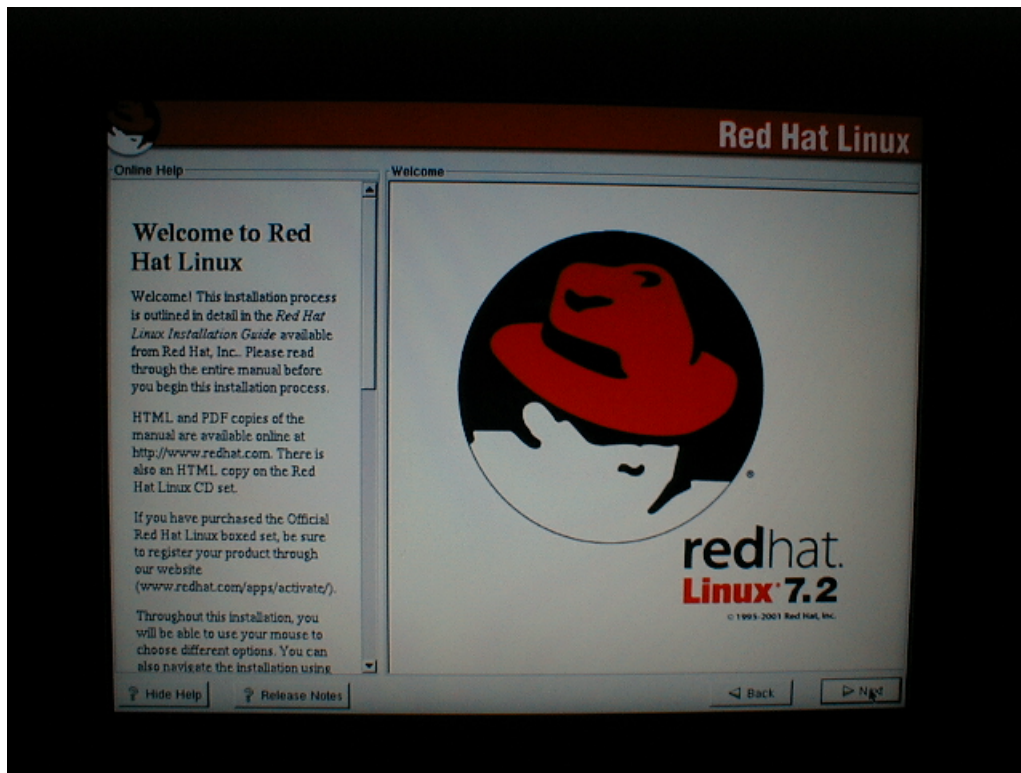 Red Hat Linux
Online Help
Welcome to Red
Hat Linux
Welcome! This installation process
is outlined in detail in the Red Hat
Linux Installation Guide available
from Red Hat, Inc.. Please read
through the entire manual before
you begin this installation process.
HTML and PDF copies of the
manual are available online at
http://www.redhat.com. There is
also an HTML copy on the Red
Hat Linux CD set.
If you have purchased the Official
Red Hat Linux boxed set, be sure
to register your product through
our website
(www.redhat.com/apps/activate/).
Throughout this installation, you
will be able to use your mouse to
choose different options. You can
also navigate the installation using
Welcome
®
redhat.
Linux 7.2
© 1995-2001 Red Hat, Inc.
? Hide Help
? Release Notes
Back
Next